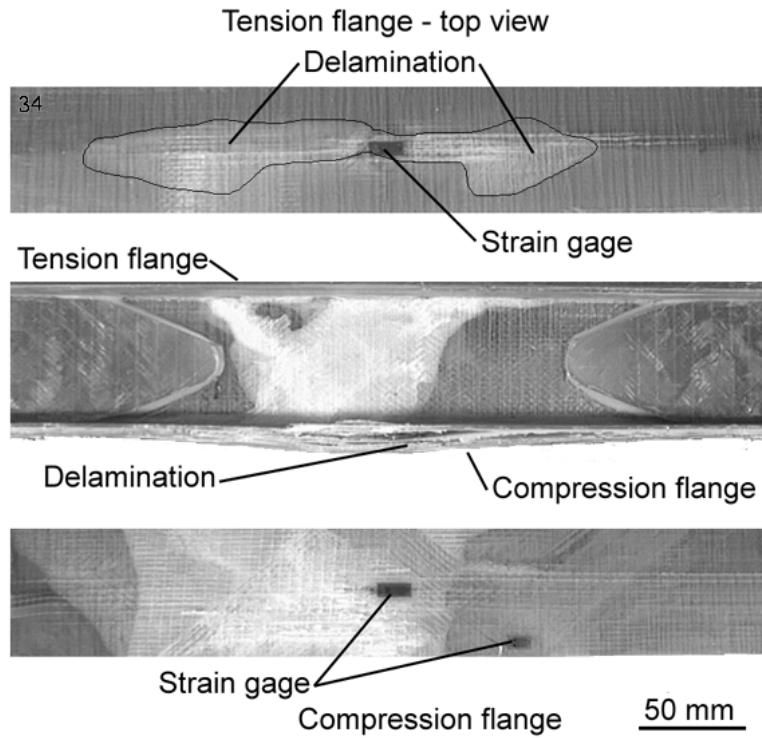 Tension flange - top view
Delamination
34
Strain gage
Tension flange
Delamination
Compression flange
Strain gage
Compression flange
50 mm